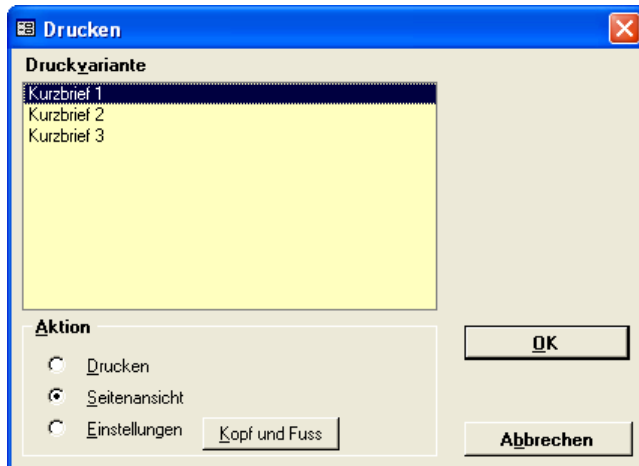 Drucken
Druckvariante
Kurzbrief 1
Kurzbrief 2
Kurzbrief 3
Aktion
Drucken
Seitenansicht
Einstellungen
Kopf und Fuss
OK
Abbrechen